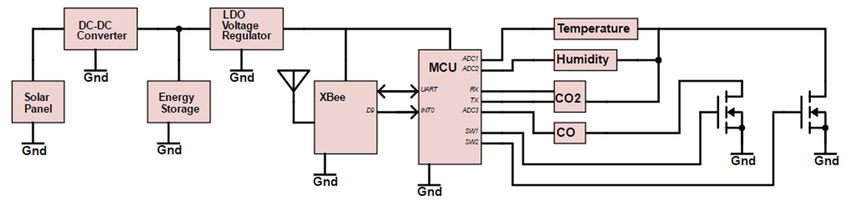 DC-DC
Converter
LDO
Voltage
Regulator
Gnd
Gnd
Solar
Panel
Gnd
Energy
Storage
Gnd
XBee
D9
Gnd
MCU
UART
INT0
ADC1
ADC2
RX
TX
ADC3
SW1
SW2
Gnd
Temperature
Humidity
CO2
CO
Gnd
Gnd